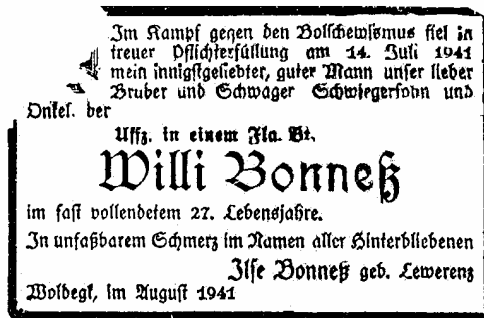 Im Kampf gegen den Bolschewismus fiel in
treuer Pflichterfüllung am 14. Juli 1941
mein innigstgeliebter, guter Mann unser lieber
Bruder und Schwager Schwiegersohn und
Onkel. der
Uffz. in einem Fla. Bt.
Willi Bonneß
im fast vollendetem 27. Lebensjahre.
In unfaßbarem Schmerz im Namen aller Hinterbliebenen
Ilse Bonneß geb. Lewerenz
Woldegk, im August 1941